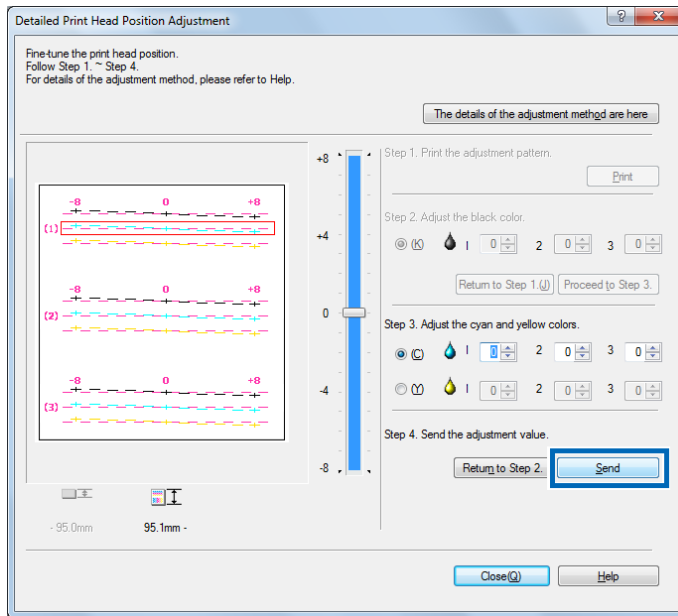 Detailed Print Head Position Adjustment
Fine-tune the print head position.
Follow Step 1. ~ Step 4.
For details of the adjustment method, please refer to Help.
The details of the adjustment method are here
-8 0 +8
(1)
-8 0 +8
(2)
-8 0 +8
(3)
- 95.0mm 95.1mm -
+8
+4
0
-4
-8
Step 1. Print the adjustment pattern.
Print
Step 2. Adjust the black color.
(K) 1 0 2 0 3 0
Return to Step 1.(J) Proceed to Step 3.
Step 3. Adjust the cyan and yellow colors.
(C) 1 0 2 0 3 0
(Y) 1 0 2 0 3 0
Step 4. Send the adjustment value.
Return to Step 2. Send
Close(Q) Help